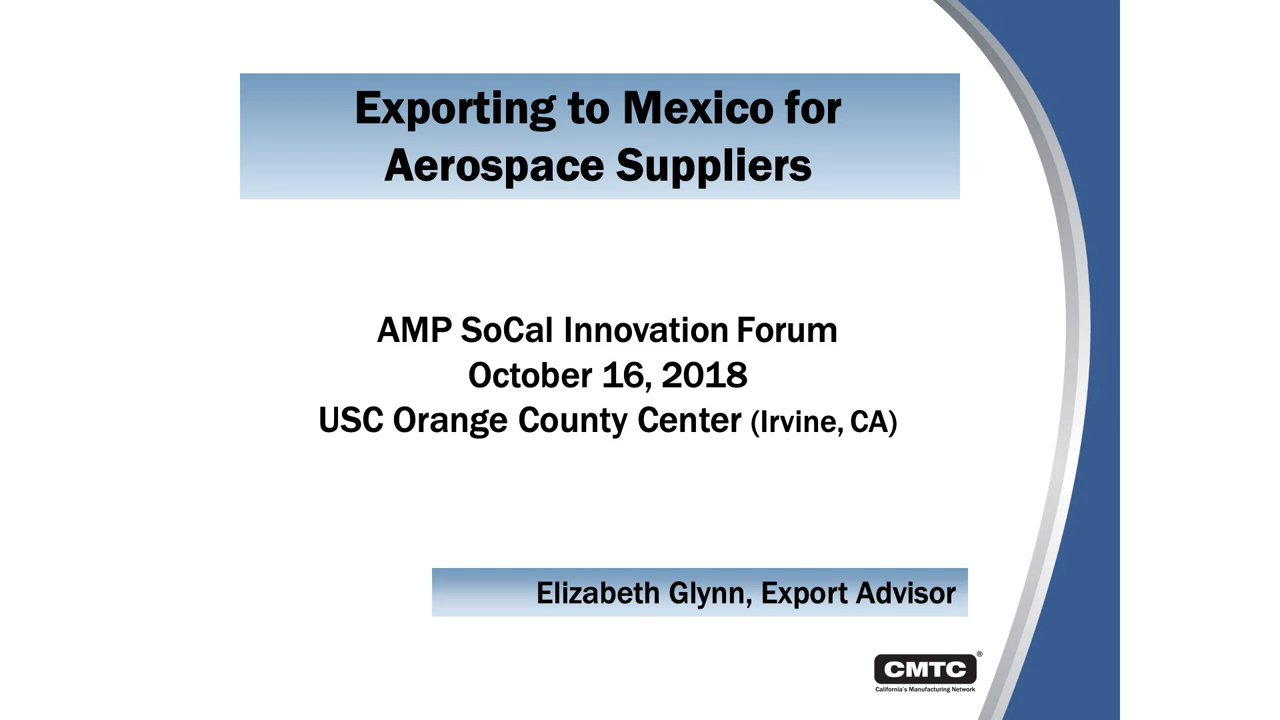 Exporting to Mexico for
Aerospace Suppliers
AMP SoCal Innovation Forum
October 16, 2018
USC Orange County Center (Irvine, CA)
Elizabeth Glynn, Export Advisor
CMTC®
California's Manufacturing Network